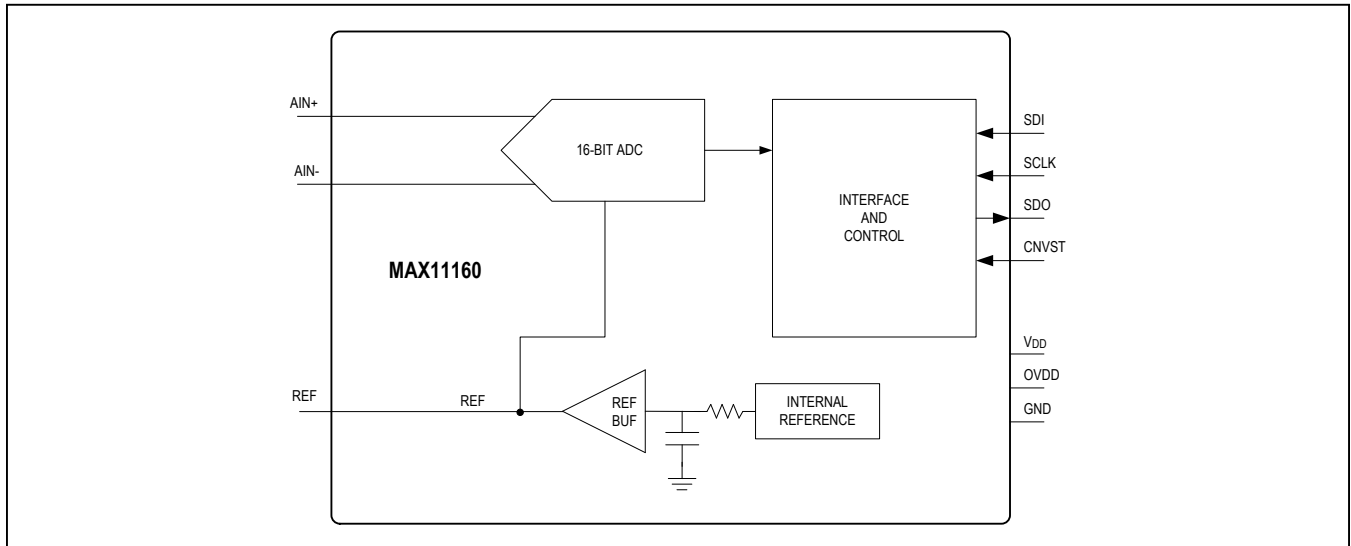 AIN+
AIN-
16-BIT ADC
INTERFACE
AND
CONTROL
SDI
SCLK
SDO
CNVST
MAX11160
VDD
OVDD
GND
REF
REF
REF
BUF
INTERNAL
REFERENCE